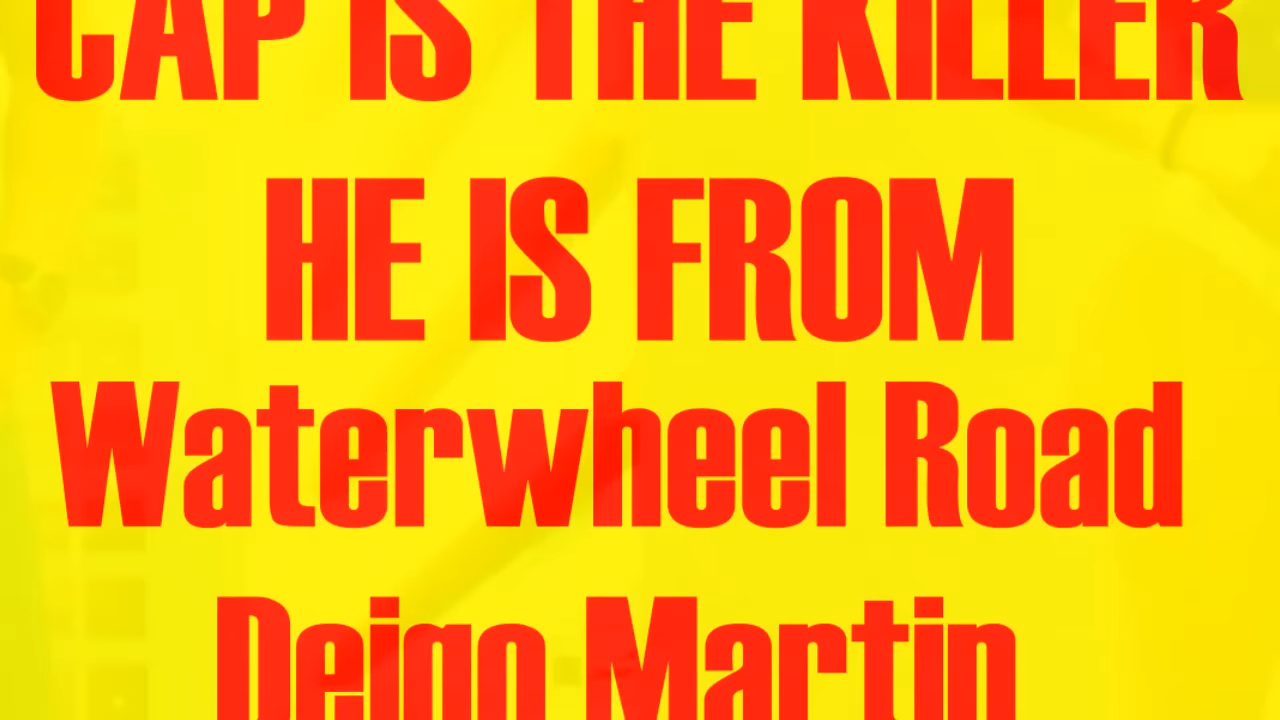 CAP IS THE KILLER
HE IS FROM
Waterwheel Road
Deigo Martin